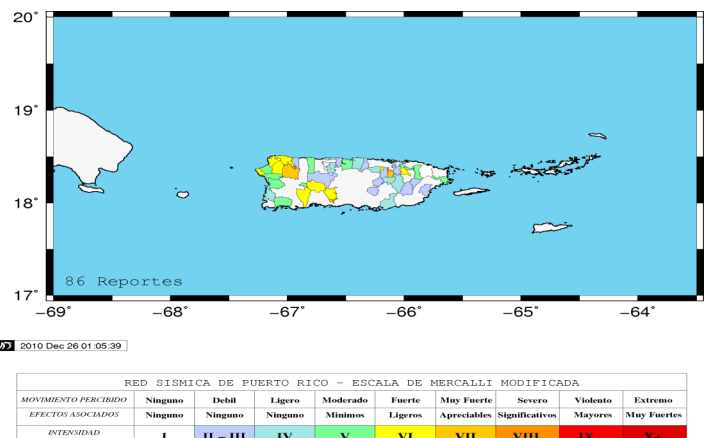 20°
19°
18°
17°
86 Reportes
−69° −68° −67° −66° −65° −64°
2010 Dec 26 01:05:39
RED SISMICA DE PUERTO RICO − ESCALA DE MERCALLI MODIFICADA
MOVIMIENTO PERCIBIDO Ninguno Debil Ligero Moderado Fuerte Muy Fuerte Severo Violento Extremo
EFECTOS ASOCIADOS Ninguno Ninguno Ninguno Minimos Ligeros Apreciables Significativos Mayores Muy Fuertes
INTENSIDAD I II − III IV V VI VII VIII IX X+